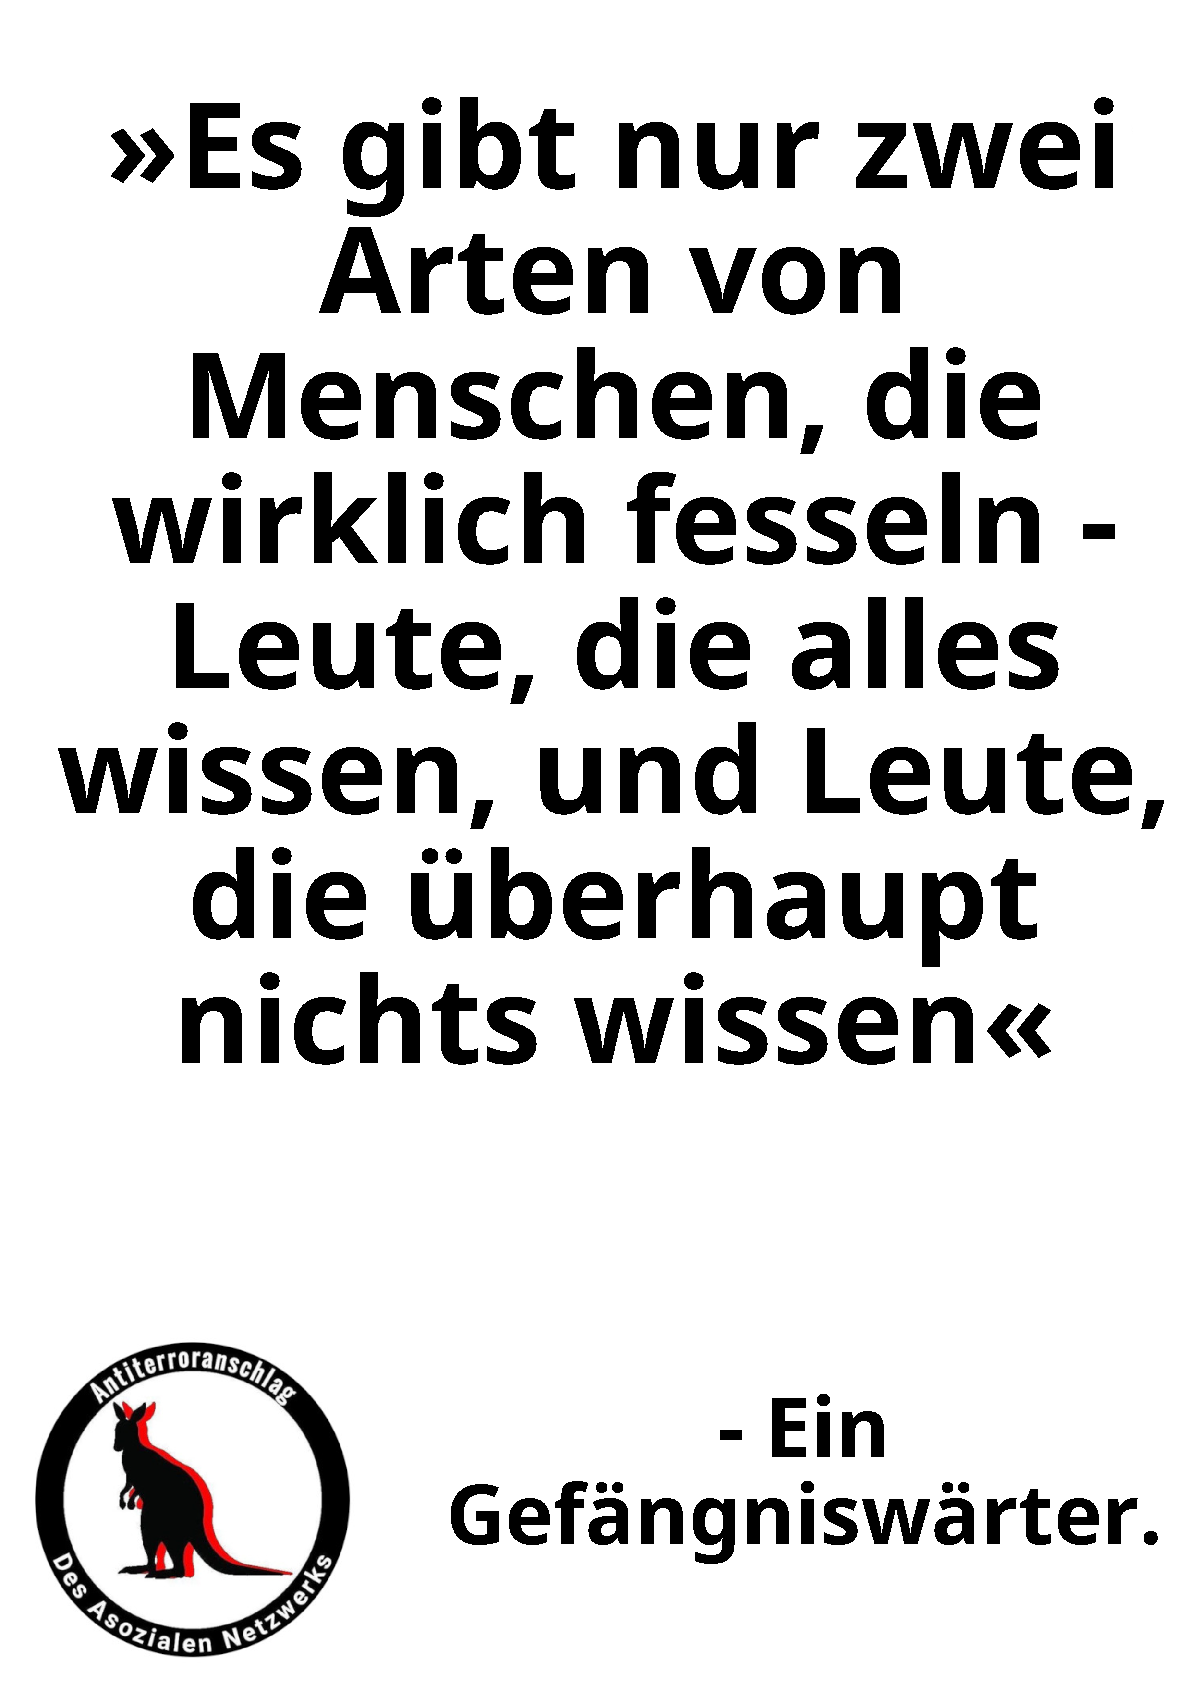 »Es gibt nur zwei
Arten von
Menschen, die
wirklich fesseln -
Leute, die alles
wissen, und Leute,
die überhaupt
nichts wissen«
Antiterroranschlag
Des Asozialen Netzwerks
- Ein
Gefängniswärter.